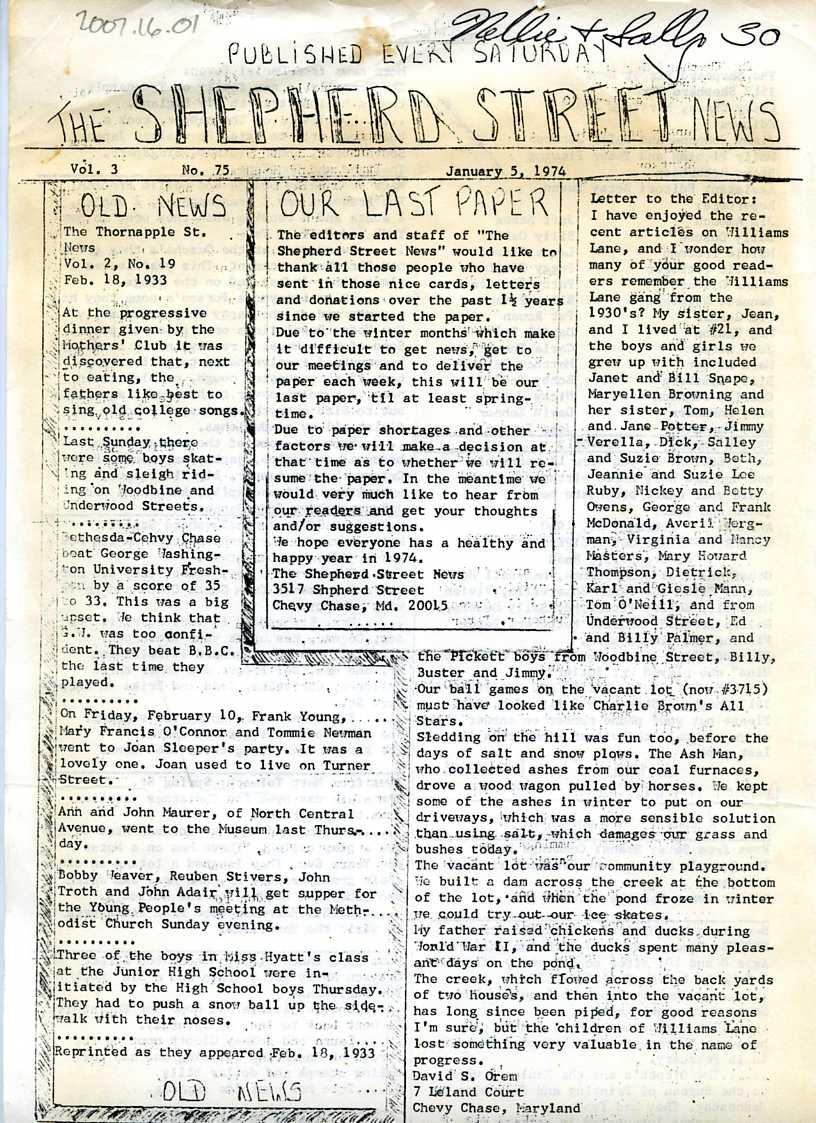 2007.16.01
Nellie & Sally 30
PUBLISHED EVERY SATURDAY
THE SHEPHERD STREET NEWS
Vol. 3 No. 75 January 5, 1974
OLD NEWS
The Thornapple St.
News
Vol. 2, No. 19
Feb. 18, 1933
At the progressive
dinner given by the
Mothers' Club it was
discovered that, next
to eating, the
fathers like best to
sing old college songs.
..........
Last Sunday there
were some boys skat-
ing and sleigh rid-
ing on Woodbine and
Underwood Streets.
..........
Bethesda-Cehvy Chase
beat George Washing-
ton University Fresh-
by a score of 35
to 33. This was a big
upset. We think that
G.W. was too confi-
dent. They beat B.B.C.
the last time they
played.
..........
On Friday, February 10, Frank Young,
Mary Francis O'Connor and Tommie Newman
went to Joan Sleeper's party. It was a
lovely one. Joan used to live on Turner
Street.
..........
Ann and John Maurer, of North Central
Avenue, went to the Museum last Thurs-
day.
..........
Bobby Weaver, Reuben Stivers, John
Troth and John Adair will get supper for
the Young People's meeting at the Meth-
odist Church Sunday evening.
..........
Three of the boys in Miss Hyatt's class
at the Junior High School were in-
itiated by the High School boys Thursday.
They had to push a snow ball up the side-
walk with their noses.
..........
Reprinted as they appeared Feb. 18, 1933
OLD NEWS
OUR LAST PAPER
The editors and staff of "The
Shepherd Street News" would like to
thank all those people who have
sent in those nice cards, letters
and donations over the past 1½ years
since we started the paper.
Due to the winter months which make
it difficult to get news, get to
our meetings and to deliver the
paper each week, this will be our
last paper, til at least spring-
time.
Due to paper shortages and other
factors we will make a decision at
that time as to whether we will re-
sume the paper. In the meantime we
would very much like to hear from
our readers and get your thoughts
and/or suggestions.
We hope everyone has a healthy and
happy year in 1974.
The Shepherd Street News
3517 Shpherd Street
Chevy Chase, Md. 20015
Letter to the Editor:
I have enjoyed the re-
cent articles on Williams
Lane, and I wonder how
many of your good read-
ers remember the Williams
Lane gang from the
1930's? My sister, Jean,
and I lived at #21, and
the boys and girls we
grew up with included
Janet and Bill Snape,
Maryellen Browning and
her sister, Tom, Helen
and Jane Potter, Jimmy
Verella, Dick, Salley
and Suzie Brown, Beth,
Jeannie and Suzie Lee
Ruby, Nickey and Betty
Owens, George and Frank
McDonald, Averil Berg-
man, Virginia and Nancy
Masters, Mary Howard
Thompson, Dietrick,
Karl and Giesle Mann,
Tom O'Neill, and from
Underwood Street, Ed
and Billy Palmer, and
the Pickett boys from Woodbine Street, Billy,
Buster and Jimmy.
Our ball games on the vacant lot (now #3715)
must have looked like Charlie Brown's All
Stars.
Sledding on the hill was fun too, before the
days of salt and snow plows. The Ash Man,
who collected ashes from our coal furnaces,
drove a wood wagon pulled by horses. We kept
some of the ashes in winter to put on our
driveways, which was a more sensible solution
than using salt, which damages our grass and
bushes today.
The vacant lot was our community playground.
We built a dam across the creek at the bottom
of the lot, and when the pond froze in winter
we could try out our ice skates.
My father raised chickens and ducks during
World War II, and the ducks spent many pleas-
ant days on the pond.
The creek, which flowed across the back yards
of two houses, and then into the vacant lot,
has long since been piped, for good reasons
I'm sure, but the children of Williams Lane
lost something very valuable in the name of
progress.
David S. Orem
7 Leland Court
Chevy Chase, Maryland